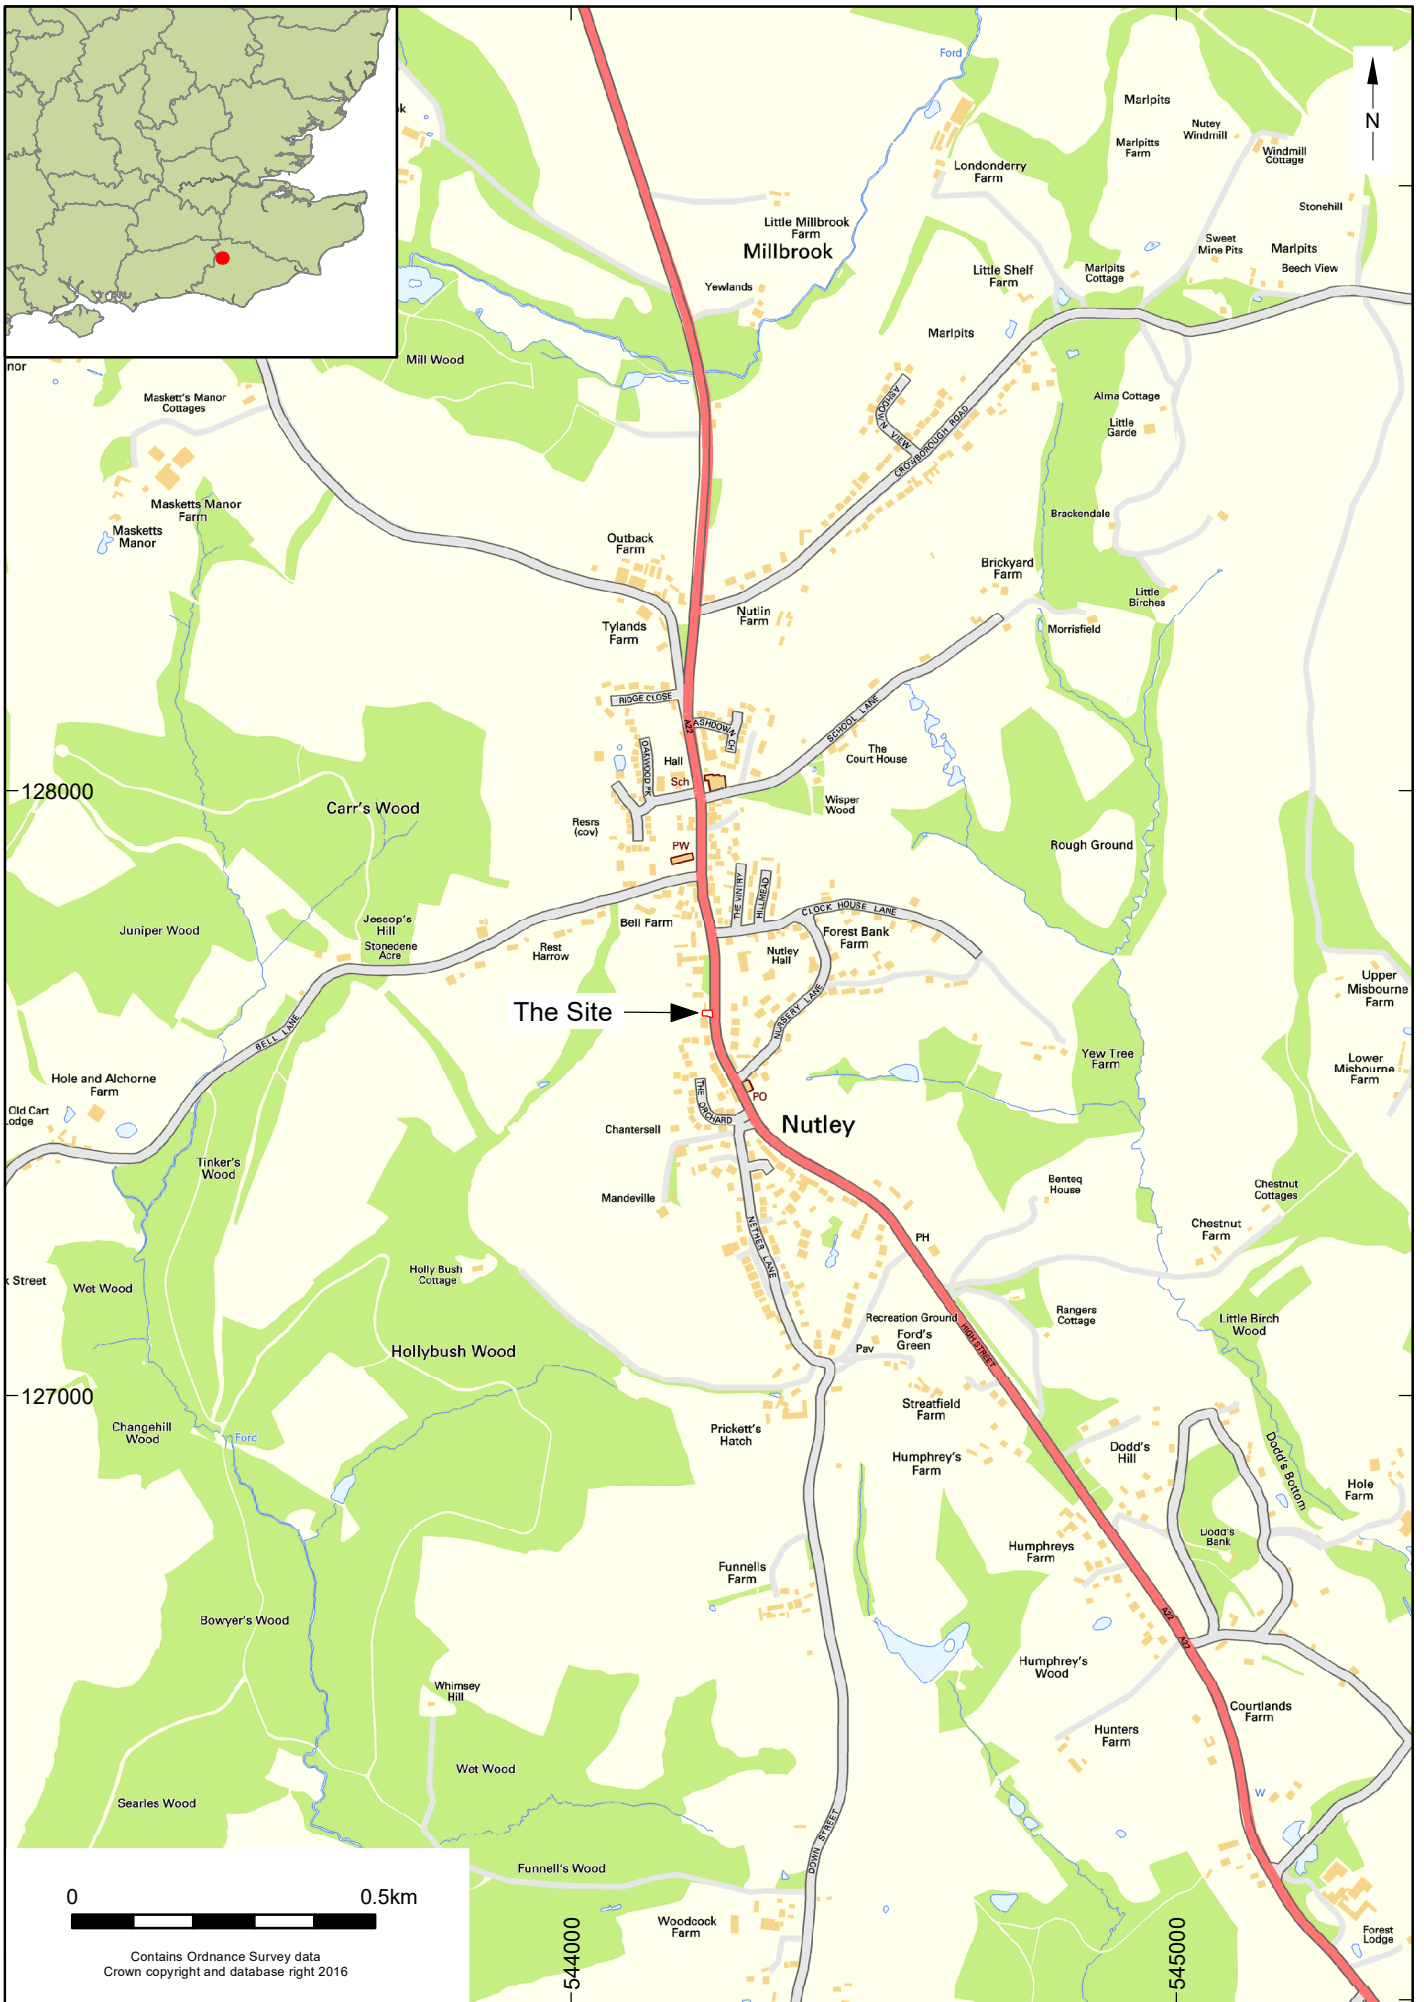 Ford
N
Marlpits
Nutey
Windmill
Marlpitts
Farm
Windmill
Cottage
Londonderry
Farm
Stonehill
Little Millbrook
Farm
Millbrook
Sweet
Mine Pits
Marlpits
Beech View
Little Shelf
Farm
Marlpits
Cottage
Yewlands
Marlpits
Mill Wood
nor
Maskett's Manor
Cottages
ASHDOWN VIEW
CROWBOROUGH ROAD
Alma Cottage
Little
Garde
Masketts Manor
Farm
Masketts
Manor
Brackendale
Outback
Farm
Brickyard
Farm
Little
Birches
Nutlin
Farm
Tylands
Farm
Morrisfield
RIDGE CLOSE
A22
ASHDOWN CH
SCHOOL LANE
OAKWOOD PK
Hall
The
Court House
Sch
128000
Carr's Wood
Wisper
Wood
Resrs
(cov)
PW
Rough Ground
THE VINTRY
HILLMEAD
CLOCK HOUSE LANE
Jessop's
Hill
Stonedene
Acre
Juniper Wood
Bell Farm
Forest Bank
Farm
Rest
Harrow
Nutley
Hall
Upper
Misbourne
Farm
The Site
NURSERY LANE
BELL LANE
Yew Tree
Farm
Lower
Misbourne
Farm
Hole and Alchorne
Farm
Old Cart
Lodge
THE ORCHARD
PO
Nutley
Chantersell
Tinker's
Wood
Mandeville
Benteq
House
Chestnut
Cottages
NETHER LANE
Chestnut
Farm
PH
Holly Bush
Cottage
k Street
Wet Wood
Recreation Ground
Rangers
Cottage
Little Birch
Wood
Ford's
Green
HIGH STREET
Pav
Hollybush Wood
127000
Streatfield
Farm
Changehill
Wood
Ford
Prickett's
Hatch
Dodd's
Hill
Dodd's Bottom
Humphrey's
Farm
Hole
Farm
Dodd's
Bank
Humphreys
Farm
Funnells
Farm
Bowyer's Wood
A22
A22
Humphrey's
Wood
Whimsey
Hill
Courtlands
Farm
Hunters
Farm
Wet Wood
W
Searles Wood
DOWN STREET
Funnell's Wood
0 0.5km
Woodcock
Farm
Forest
Lodge
Contains Ordnance Survey data
Crown copyright and database right 2016
544000
545000